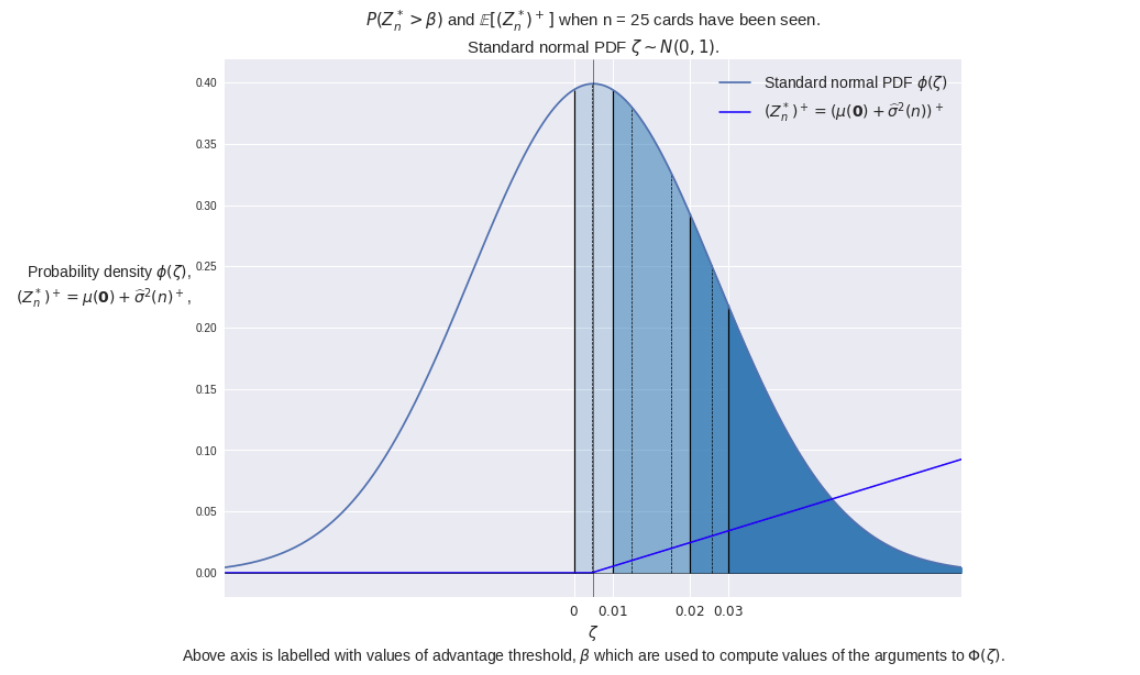 P(Z*ₙ > β) and 𝔼[(Z*ₙ)⁺] when n = 25 cards have been seen.
Standard normal PDF ζ ~ N(0, 1).
Standard normal PDF ϕ(ζ)
(Z*ₙ)⁺ = (μ(𝟎) + σ̂²(n))⁺
0.40
0.35
0.30
0.25
0.20
0.15
0.10
0.05
0.00
Probability density ϕ(ζ),
(Z*ₙ)⁺ = μ(𝟎) + σ̂²(n)⁺,
0 0.01 0.02 0.03
ζ
Above axis is labelled with values of advantage threshold, β which are used to compute values of the arguments to Φ(ζ).